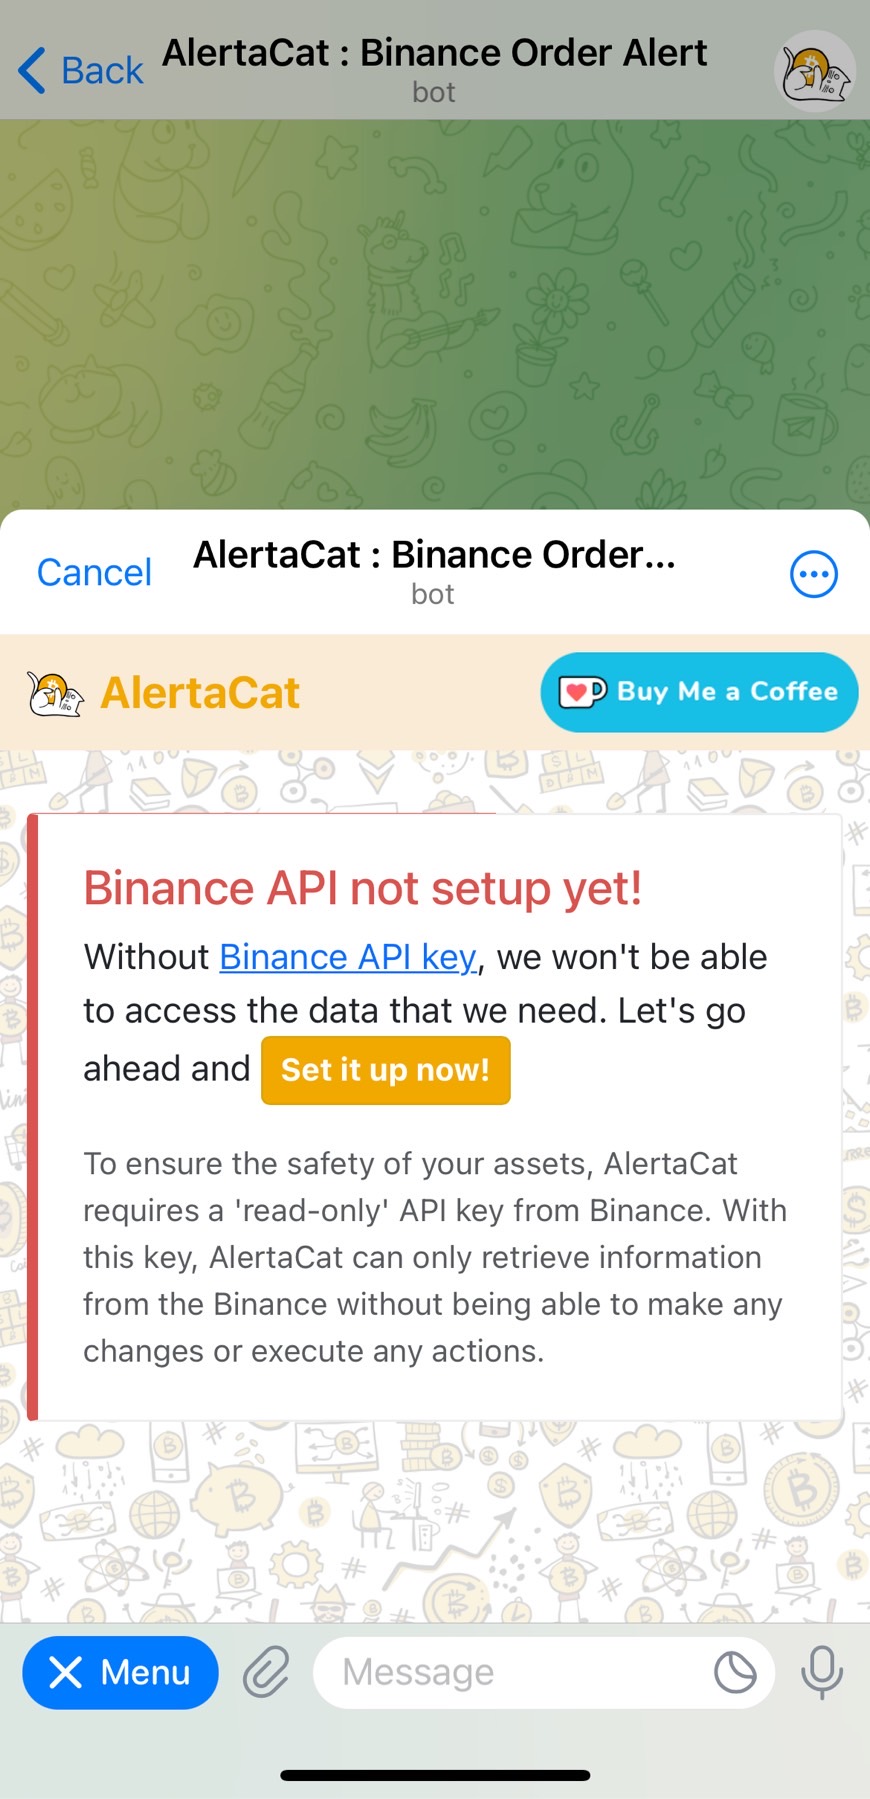 Back
AlertaCat : Binance Order Alert
bot
Cancel
AlertaCat : Binance Order...
bot
AlertaCat
Buy Me a Coffee
Binance API not setup yet!
Without Binance API key, we won't be able
to access the data that we need. Let's go
ahead and Set it up now!
To ensure the safety of your assets, AlertaCat
requires a 'read-only' API key from Binance. With
this key, AlertaCat can only retrieve information
from the Binance without being able to make any
changes or execute any actions.
Menu
Message